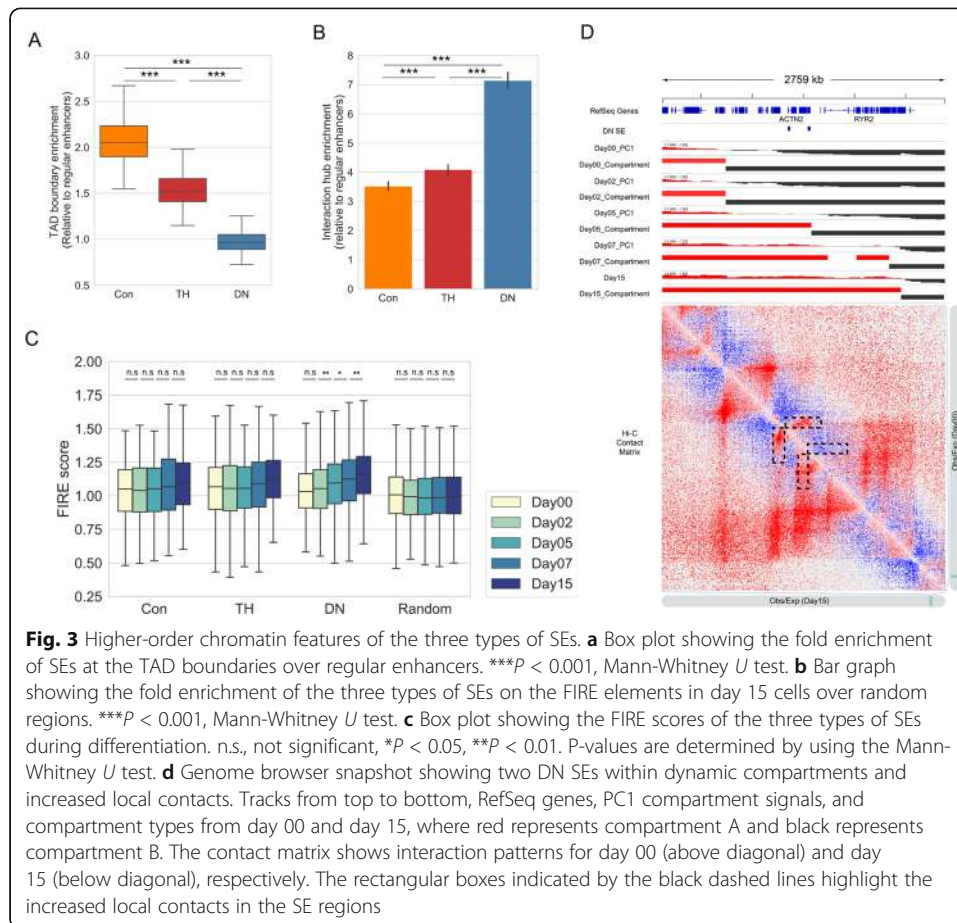 A
TAD boundary enrichment
(Relative to regular enhancers)
3.0
2.5
2.0
1.5
1.0
0.5
***
*** ***
Con TH DN
B
Interaction hub enrichment
(relative to regular enhancers)
8
7
6
5
4
3
2
1
0
***
*** ***
Con TH DN
C
FIRE score
2.00
1.75
1.50
1.25
1.00
0.75
0.50
0.25
n.s n.s n.s n.s n.s n.s n.s n.s n.s ** * ** n.s n.s n.s n.s
Con TH DN Random
Day00
Day02
Day05
Day07
Day15
D
2759 kb
RefSeq Genes
ACTN2 RYR2
DN SE
Day00_PC1
Day00_Compartment
Day02_PC1
Day02_Compartment
Day05_PC1
Day05_Compartment
Day07_PC1
Day07_Compartment
Day15
Day15_Compartment
Hi-C
Contact
Matrix
Obs/Exp (Day00)
Obs/Exp (Day15)
Fig. 3 Higher-order chromatin features of the three types of SEs. a Box plot showing the fold enrichment
of SEs at the TAD boundaries over regular enhancers. ***P < 0.001, Mann-Whitney U test. b Bar graph
showing the fold enrichment of the three types of SEs on the FIRE elements in day 15 cells over random
regions. ***P < 0.001, Mann-Whitney U test. c Box plot showing the FIRE scores of the three types of SEs
during differentiation. n.s., not significant, *P < 0.05, **P < 0.01. P-values are determined by using the Mann-
Whitney U test. d Genome browser snapshot showing two DN SEs within dynamic compartments and
increased local contacts. Tracks from top to bottom, RefSeq genes, PC1 compartment signals, and
compartment types from day 00 and day 15, where red represents compartment A and black represents
compartment B. The contact matrix shows interaction patterns for day 00 (above diagonal) and day
15 (below diagonal), respectively. The rectangular boxes indicated by the black dashed lines highlight the
increased local contacts in the SE regions